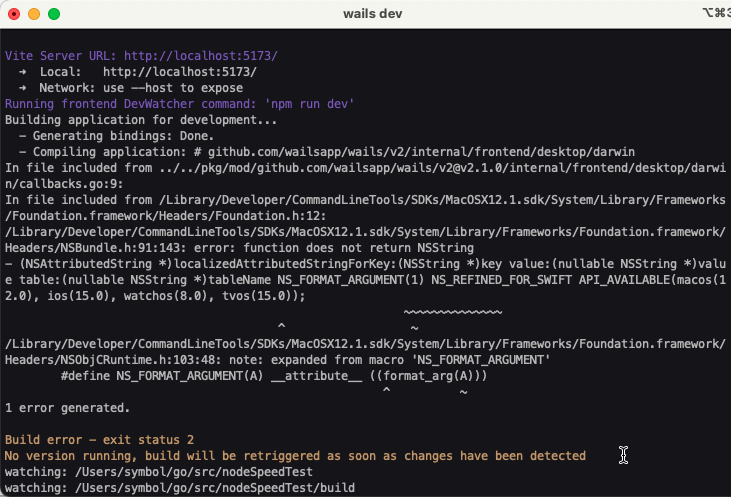 wails dev
⌥⌘3
Vite Server URL: http://localhost:5173/
➜  Local:   http://localhost:5173/
➜  Network: use --host to expose
Running frontend DevWatcher command: 'npm run dev'
Building application for development...
- Generating bindings: Done.
- Compiling application: # github.com/wailsapp/wails/v2/internal/frontend/desktop/darwin
In file included from ../../pkg/mod/github.com/wailsapp/wails/v2@v2.1.0/internal/frontend/desktop/darwi
n/callbacks.go:9:
In file included from /Library/Developer/CommandLineTools/SDKs/MacOSX12.1.sdk/System/Library/Frameworks
/Foundation.framework/Headers/Foundation.h:12:
/Library/Developer/CommandLineTools/SDKs/MacOSX12.1.sdk/System/Library/Frameworks/Foundation.framework/
Headers/NSBundle.h:91:143: error: function does not return NSString
- (NSAttributedString *)localizedAttributedStringForKey:(NSString *)key value:(nullable NSString *)valu
e table:(nullable NSString *)tableName NS_FORMAT_ARGUMENT(1) NS_REFINED_FOR_SWIFT API_AVAILABLE(macos(1
2.0), ios(15.0), watchos(8.0), tvos(15.0));
~~~~~~~~~~~~~~
^ ~
/Library/Developer/CommandLineTools/SDKs/MacOSX12.1.sdk/System/Library/Frameworks/Foundation.framework/
Headers/NSObjCRuntime.h:103:48: note: expanded from macro 'NS_FORMAT_ARGUMENT'
#define NS_FORMAT_ARGUMENT(A) __attribute__ ((format_arg(A)))
^ ~
1 error generated.
Build error - exit status 2
No version running, build will be retriggered as soon as changes have been detected
watching: /Users/symbol/go/src/nodeSpeedTest
watching: /Users/symbol/go/src/nodeSpeedTest/build